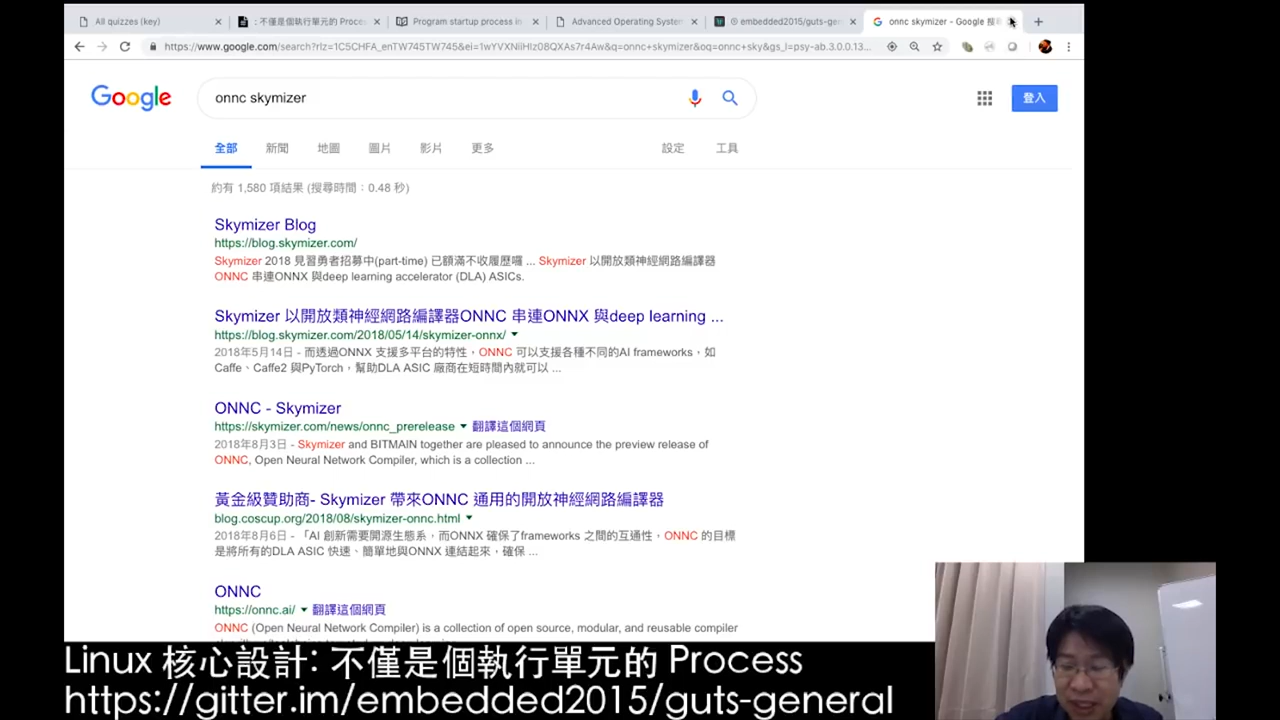 All quizzes (key)
: 不僅是個執行單元的 Proces
Program startup process in
Advanced Operating System
embedded2015/guts-gene
onnc skymizer - Google 搜
https://www.google.com/search?rlz=1C5CHFA_enTW745TW745&ei=1wYVXNiiHIz08QXAs7r4Aw&q=onnc+skymizer&oq=onnc+sky&gs_l=psy-ab.3.0.0i13...
Google
onnc skymizer
登入
全部 新聞 地圖 圖片 影片 更多 設定 工具
約有 1,580 項結果 (搜尋時間：0.48 秒)
Skymizer Blog
https://blog.skymizer.com/
Skymizer 2018 見習勇者招募中(part-time) 已額滿不收履歷囉 ... Skymizer 以開放類神經網路編譯器
ONNC 串連ONNX 與deep learning accelerator (DLA) ASICs.
Skymizer 以開放類神經網路編譯器ONNC 串連ONNX 與deep learning ...
https://blog.skymizer.com/2018/05/14/skymizer-onnx/
2018年5月14日 - 而透過ONNX 支援多平台的特性，ONNC 可以支援各種不同的AI frameworks，如
Caffe、Caffe2 與PyTorch，幫助DLA ASIC 廠商在短時間內就可以 ...
ONNC - Skymizer
https://skymizer.com/news/onnc_prerelease 翻譯這個網頁
2018年8月3日 - Skymizer and BITMAIN together are pleased to announce the preview release of
ONNC, Open Neural Network Compiler, which is a collection ...
黃金級贊助商- Skymizer 帶來ONNC 通用的開放神經網路編譯器
blog.coscup.org/2018/08/skymizer-onnc.html
2018年8月6日 - 「AI 創新需要開源生態系，而ONNX 確保了frameworks 之間的互通性，ONNC 的目標
是將所有的DLA ASIC 快速、簡單地與ONNX 連結起來，確保 ...
ONNC
https://onnc.ai/ 翻譯這個網頁
ONNC (Open Neural Network Compiler) is a collection of open source, modular, and reusable compiler
Linux 核心設計: 不僅是個執行單元的 Process
https://gitter.im/embedded2015/guts-general